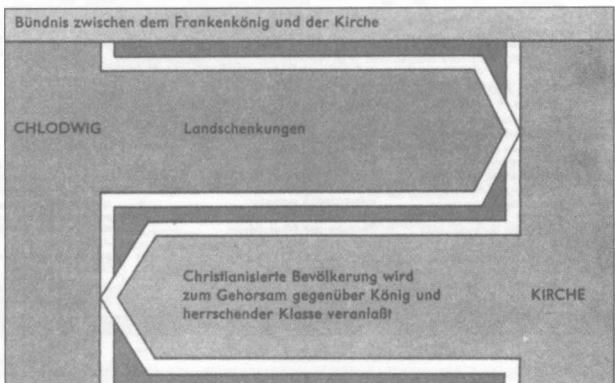 Bündnis zwischen dem Frankenkönig und der Kirche
CHLODWIG
Landschenkungen
Christianisierte Bevölkerung wird
zum Gehorsam gegenüber König und
herrschender Klasse veranlaßt
KIRCHE